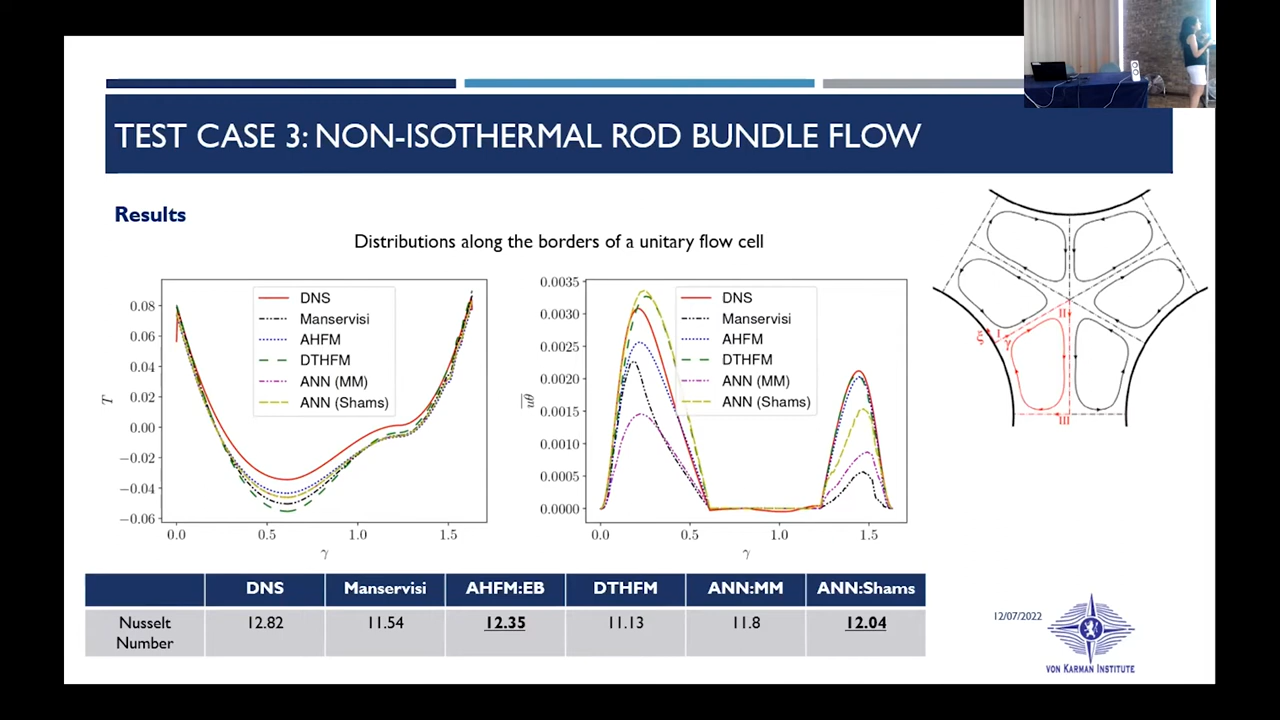 TEST CASE 3: NON-ISOTHERMAL ROD BUNDLE FLOW
Results
Distributions along the borders of a unitary flow cell
0.08
0.06
0.04
0.02
0.00
−0.02
−0.04
−0.06
T
0.0 0.5 1.0 1.5
γ
DNS
Manservisi
AHFM
DTHFM
ANN (MM)
ANN (Shams)
0.0035
0.0030
0.0025
0.0020
0.0015
0.0010
0.0005
0.0000
uθ
0.0 0.5 1.0 1.5
γ
DNS
Manservisi
AHFM
DTHFM
ANN (MM)
ANN (Shams)
II
ξ I γ
III
DNS Manservisi AHFM:EB DTHFM ANN:MM ANN:Shams
Nusselt Number 12.82 11.54 12.35 11.13 11.8 12.04
12/07/2022
VON KARMAN INSTITUTE